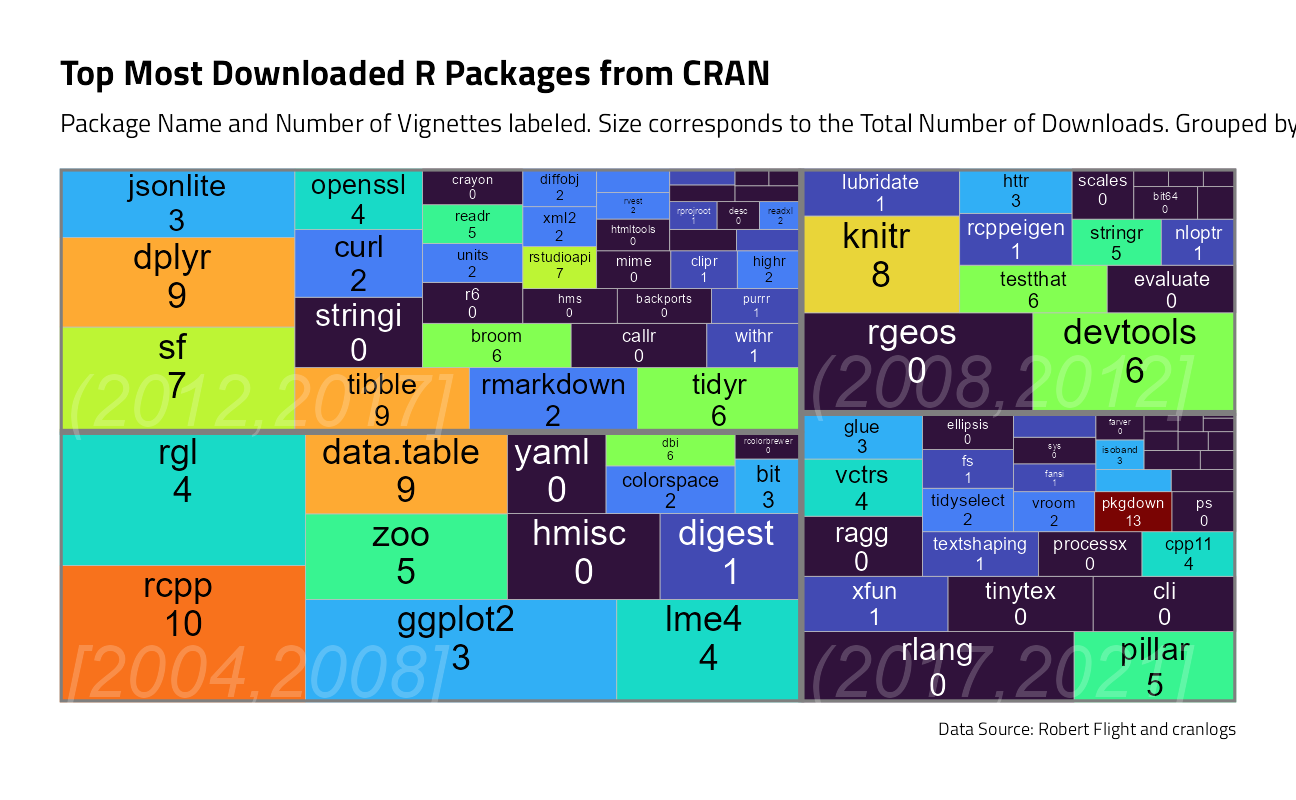 Top Most Downloaded R Packages from CRAN
Package Name and Number of Vignettes labeled. Size corresponds to the Total Number of Downloads. Grouped by
jsonlite
3
dplyr
9
sf
7
openssl
4
curl
2
stringi
0
tibble
9
rmarkdown
2
tidyr
6
crayon
0
readr
5
units
2
r6
0
broom
6
diffobj
2
xml2
2
rstudioapi
7
hms
0
callr
0
rvest
2
htmltools
0
mime
0
backports
0
rprojroot
1
desc
0
readxl
2
clipr
1
highr
2
purrr
1
withr
1
(2012,2017]
lubridate
1
knitr
8
httr
3
rcppeigen
1
scales
0
bit64
0
stringr
5
nloptr
1
testthat
6
evaluate
0
rgeos
0
devtools
6
(2008,2012]
rgl
4
rcpp
10
data.table
9
zoo
5
ggplot2
3
yaml
0
hmisc
0
dbi
6
colorspace
2
rcolorbrewer
0
bit
3
digest
1
lme4
4
[2004,2008]
glue
3
vctrs
4
ragg
0
ellipsis
0
fs
1
tidyselect
2
textshaping
1
sys
0
fansi
1
vroom
2
farver
0
isoband
3
pkgdown
13
ps
0
processx
0
cpp11
4
xfun
1
tinytex
0
cli
0
rlang
0
pillar
5
(2017,2021]
Data Source: Robert Flight and cranlogs